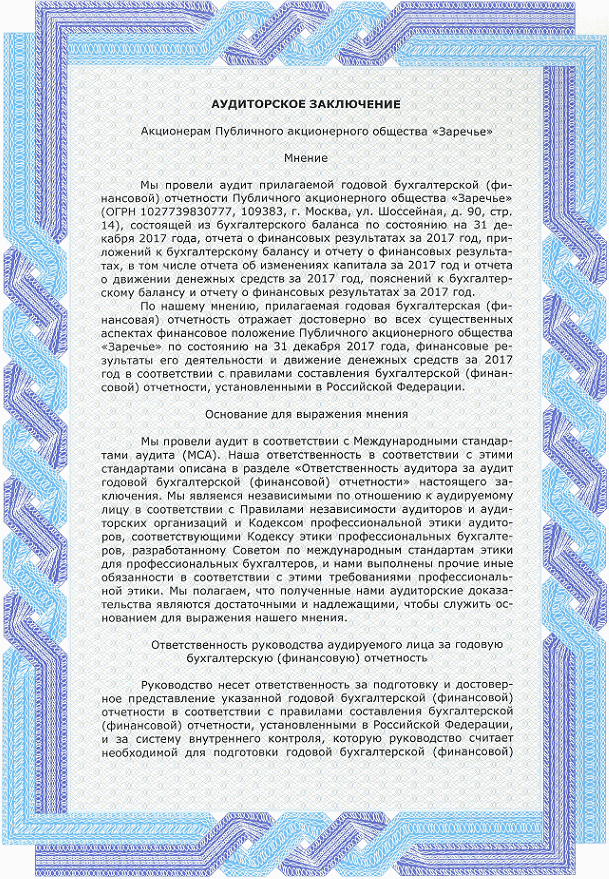 АУДИТОРСКОЕ ЗАКЛЮЧЕНИЕ
Акционерам Публичного акционерного общества «Заречье»
Мнение
Мы провели аудит прилагаемой годовой бухгалтерской (фи-
нансовой) отчетности Публичного акционерного общества «Заречье»
(ОГРН 1027739830777, 109383, г. Москва, ул. Шоссейная, д. 90, стр.
14), состоящей из бухгалтерского баланса по состоянию на 31 де-
кабря 2017 года, отчета о финансовых результатах за 2017 год, при-
ложений к бухгалтерскому балансу и отчету о финансовых результа-
тах, в том числе отчета об изменениях капитала за 2017 год и отчета
о движении денежных средств за 2017 год, пояснений к бухгалтер-
скому балансу и отчету о финансовых результатах за 2017 год.
По нашему мнению, прилагаемая годовая бухгалтерская (фи-
нансовая) отчетность отражает достоверно во всех существенных
аспектах финансовое положение Публичного акционерного общества
«Заречье» по состоянию на 31 декабря 2017 года, финансовые ре-
зультаты его деятельности и движение денежных средств за 2017
год в соответствии с правилами составления бухгалтерской (финан-
совой) отчетности, установленными в Российской Федерации.
Основание для выражения мнения
Мы провели аудит в соответствии с Международными стандар-
тами аудита (МСА). Наша ответственность в соответствии с этими
стандартами описана в разделе «Ответственность аудитора за аудит
годовой бухгалтерской (финансовой) отчетности» настоящего за-
ключения. Мы являемся независимыми по отношению к аудируемому
лицу в соответствии с Правилами независимости аудиторов и ауди-
торских организаций и Кодексом профессиональной этики аудито-
ров, соответствующими Кодексу этики профессиональных бухгалте-
ров, разработанному Советом по международным стандартам этики
для профессиональных бухгалтеров, и нами выполнены прочие иные
обязанности в соответствии с этими требованиями профессиональ-
ной этики. Мы полагаем, что полученные нами аудиторские доказа-
тельства являются достаточными и надлежащими, чтобы служить ос-
нованием для выражения нашего мнения.
Ответственность руководства аудируемого лица за годовую
бухгалтерскую (финансовую) отчетность
Руководство несет ответственность за подготовку и достовер-
ное представление указанной годовой бухгалтерской (финансовой)
отчетности в соответствии с правилами составления бухгалтерской
(финансовой) отчетности, установленными в Российской Федерации,
и за систему внутреннего контроля, которую руководство считает
необходимой для подготовки годовой бухгалтерской (финансовой)